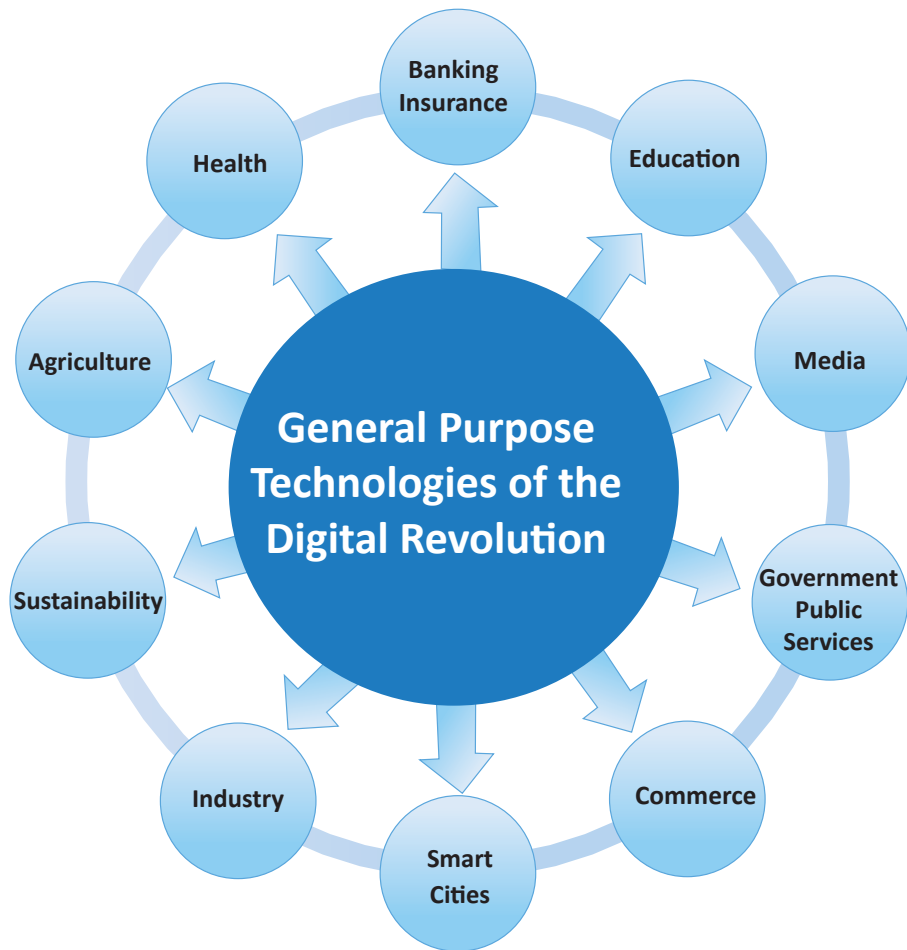 Banking
Insurance
Education
Media
Government
Public
Services
Commerce
Smart
Cities
Industry
Sustainability
Agriculture
Health
General Purpose
Technologies of the
Digital Revolution